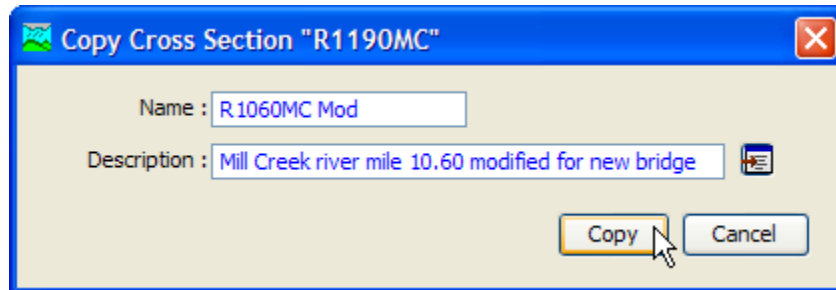 Copy Cross Section "R1190MC"
Name : R1060MC Mod
Description : Mill Creek river mile 10.60 modified for new bridge
Copy Cancel